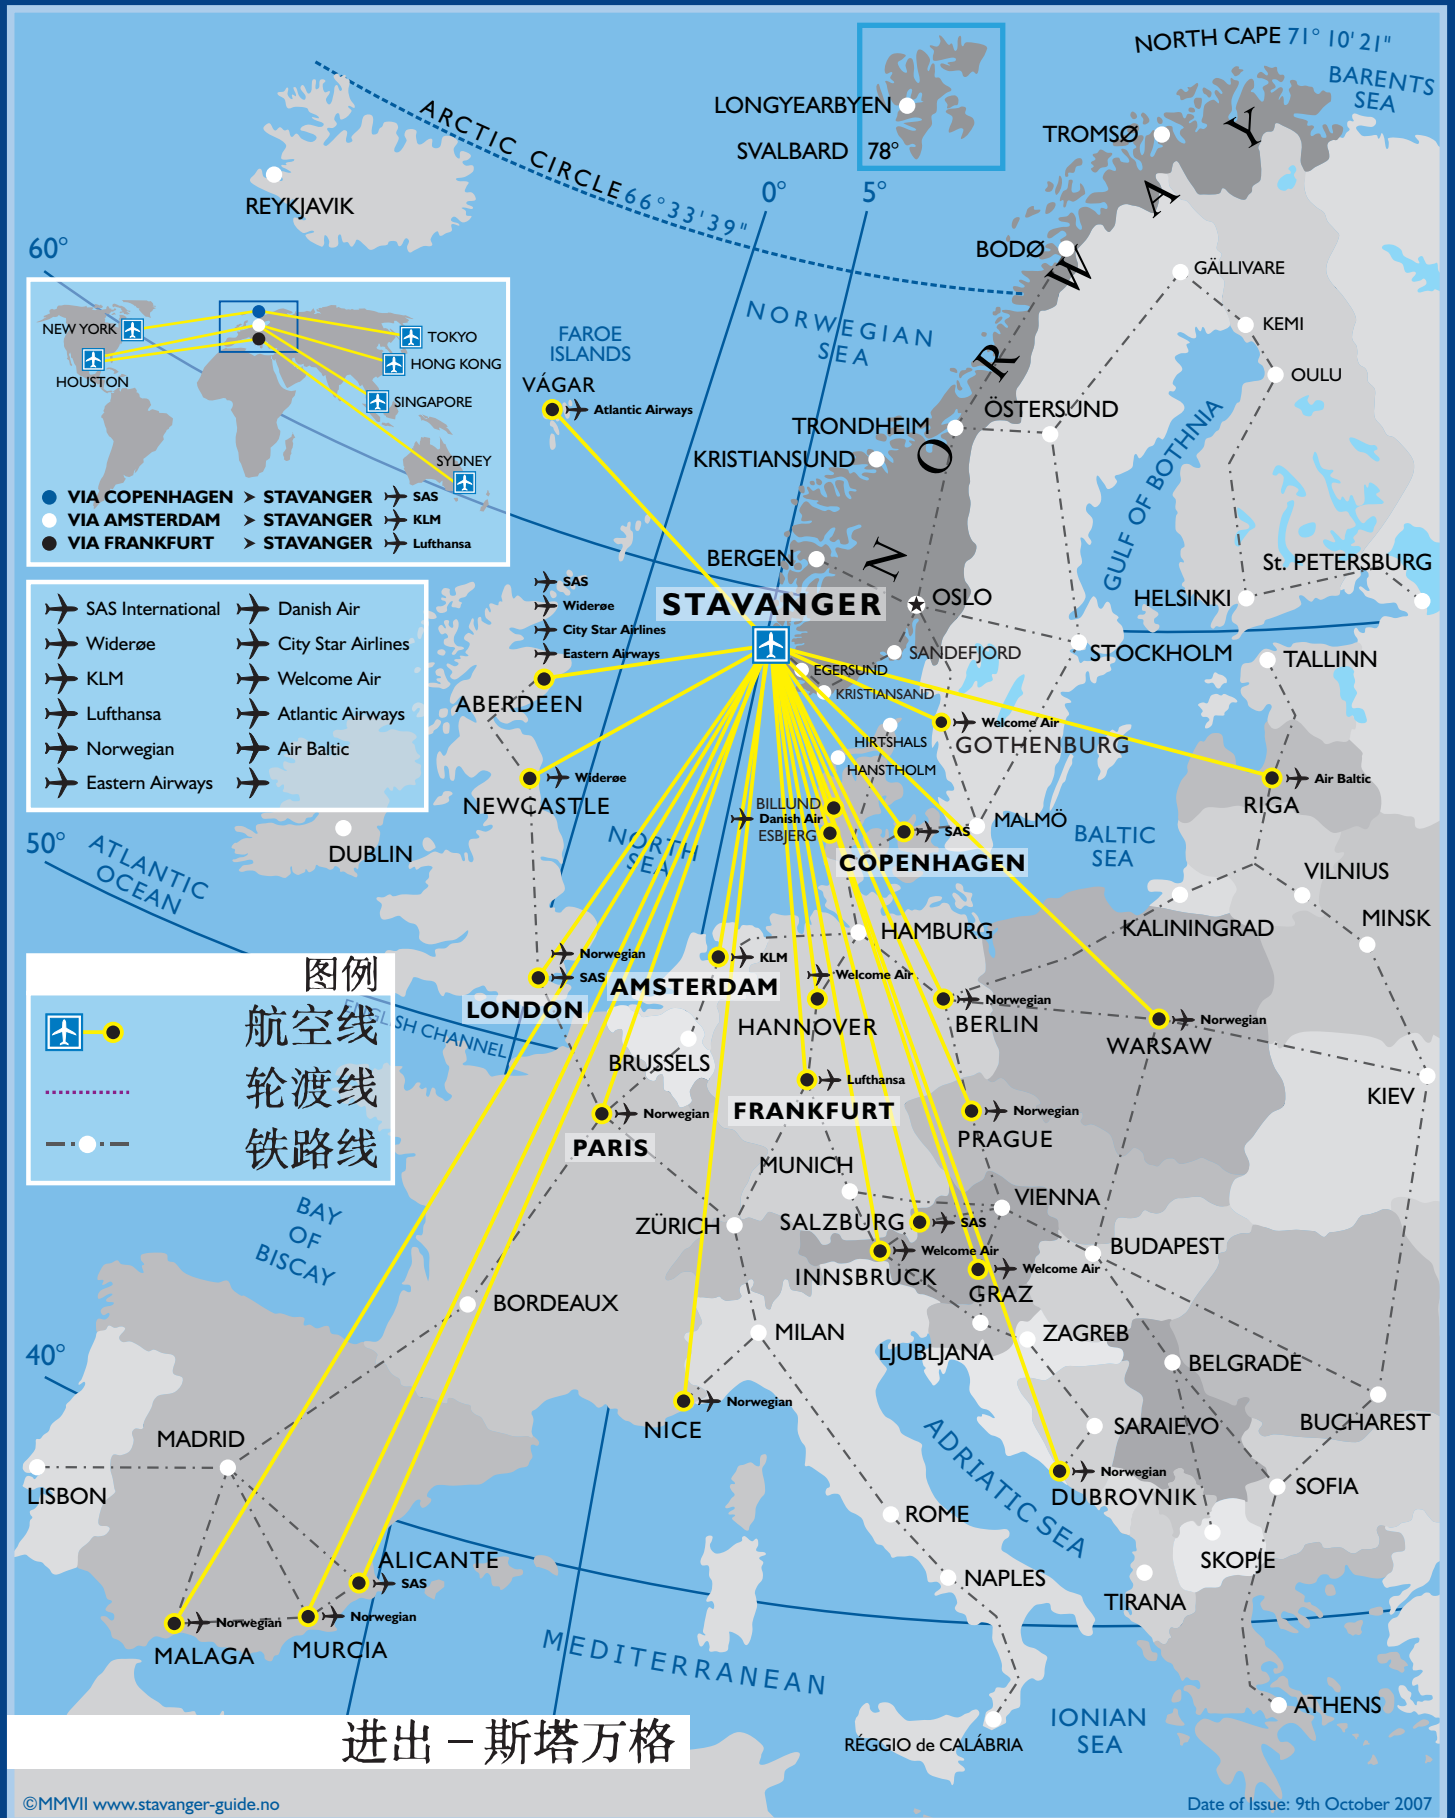 NORTH CAPE 71° 10' 21"
BARENTS
SEA
ARCTIC CIRCLE 66°33'39"
LONGYEARBYEN
SVALBARD 78°
TROMSØ
0°
5°
REYKJAVIK
60°
BODØ
NORWAY
GÄLLIVARE
KEMI
OULU
NORWEGIAN
SEA
FAROE
ISLANDS
VÁGAR
Atlantic Airways
NEW YORK
HOUSTON
TOKYO
HONG KONG
SINGAPORE
SYDNEY
VIA COPENHAGEN > STAVANGER SAS
VIA AMSTERDAM > STAVANGER KLM
VIA FRANKFURT > STAVANGER Lufthansa
ÖSTERSUND
TRONDHEIM
KRISTIANSUND
GULF OF BOTHNIA
BERGEN
St. PETERSBURG
STAVANGER
OSLO
HELSINKI
SAS
Widerøe
City Star Airlines
Eastern Airways
ABERDEEN
SAS International
Danish Air
Widerøe
City Star Airlines
KLM
Welcome Air
Lufthansa
Atlantic Airways
Norwegian
Air Baltic
Eastern Airways
SANDEFJORD
EGERSUND
KRISTIANSAND
STOCKHOLM
TALLINN
Welcome Air
GOTHENBURG
HIRTSHALS
HANSTHOLM
Widerøe
NEWCASTLE
Air Baltic
RIGA
BILLUND
Danish Air
ESBJERG
SAS
COPENHAGEN
MALMÖ
BALTIC
SEA
NORTH
SEA
DUBLIN
50°
ATLANTIC
OCEAN
VILNIUS
MINSK
KALININGRAD
HAMBURG
Norwegian
SAS
LONDON
KLM
AMSTERDAM
Welcome Air
HANNOVER
Norwegian
BERLIN
Norwegian
WARSAW
图例
航空线
轮渡线
铁路线
ENGLISH CHANNEL
BRUSSELS
KIEV
Lufthansa
FRANKFURT
Norwegian
PARIS
Norwegian
PRAGUE
MUNICH
VIENNA
BAY
OF
BISCAY
ZÜRICH
SALZBURG
SAS
Welcome Air
INNSBRUCK
Welcome Air
GRAZ
BUDAPEST
BORDEAUX
MILAN
LJUBLJANA
ZAGREB
40°
BELGRADE
Norwegian
NICE
SARAIEVO
BUCHAREST
ADRIATIC SEA
MADRID
LISBON
Norwegian
DUBROVNIK
SOFIA
ROME
SKOPJE
ALICANTE
SAS
NAPLES
TIRANA
Norwegian
MALAGA
Norwegian
MURCIA
MEDITERRANEAN
ATHENS
IONIAN
SEA
RÉGGIO de CALÁBRIA
进出 – 斯塔万格
©MMVII www.stavanger-guide.no
Date of Issue: 9th October 2007